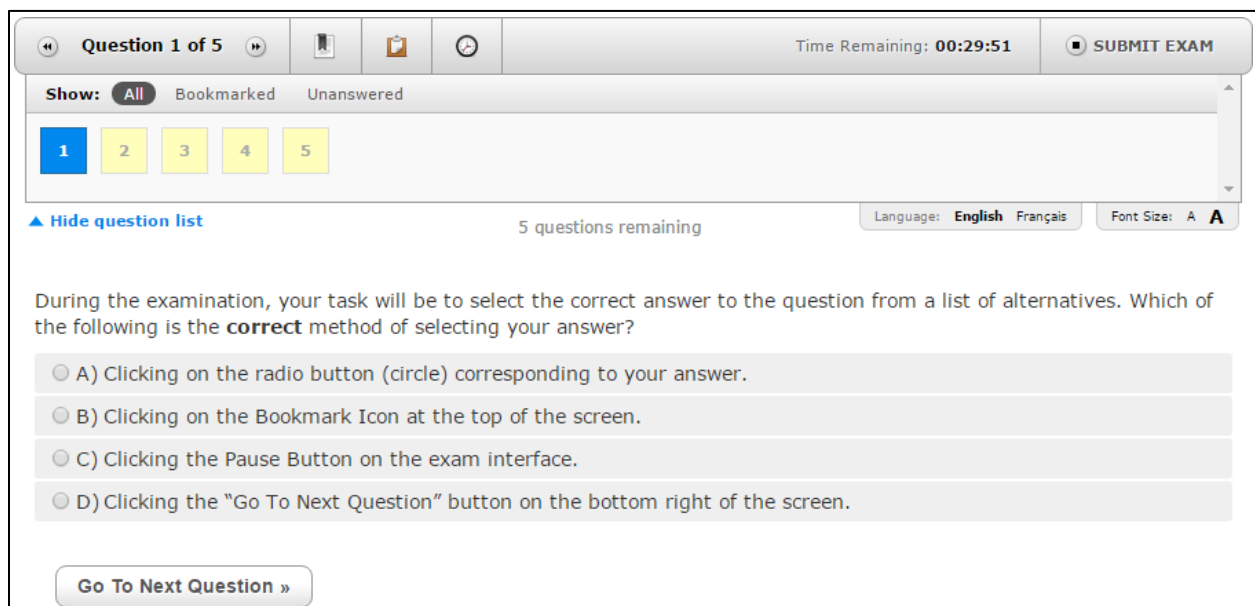 Question 1 of 5
Time Remaining: 00:29:51
SUBMIT EXAM
Show: All Bookmarked Unanswered
1 2 3 4 5
Hide question list
5 questions remaining
Language: English Français
Font Size: A A
During the examination, your task will be to select the correct answer to the question from a list of alternatives. Which of
the following is the correct method of selecting your answer?
A) Clicking on the radio button (circle) corresponding to your answer.
B) Clicking on the Bookmark Icon at the top of the screen.
C) Clicking the Pause Button on the exam interface.
D) Clicking the “Go To Next Question” button on the bottom right of the screen.
Go To Next Question »